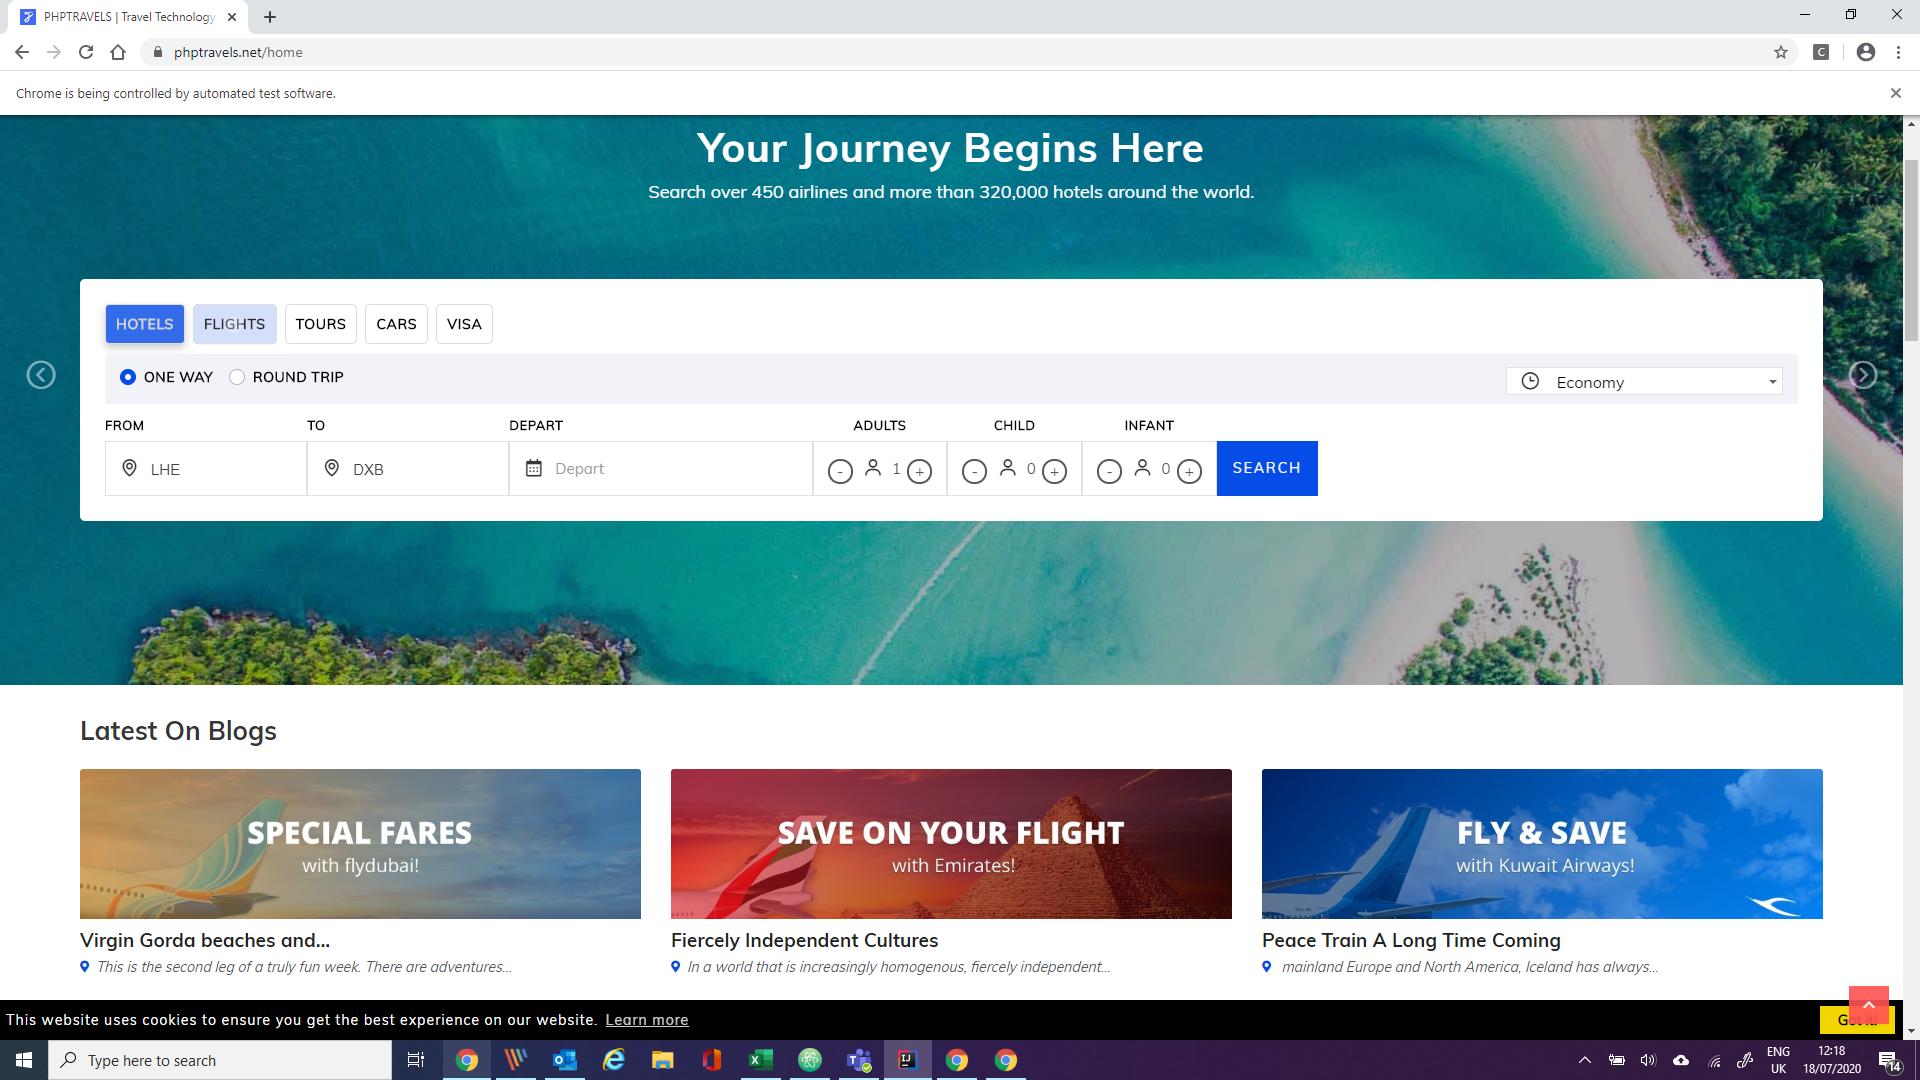 PHPTRAVELS | Travel Technology
phptravels.net/home
C
Chrome is being controlled by automated test software.
Your Journey Begins Here
Search over 450 airlines and more than 320,000 hotels around the world.
HOTELS FLIGHTS TOURS CARS VISA
ONE WAY ROUND TRIP Economy
FROM TO DEPART ADULTS CHILD INFANT
LHE DXB Depart - 1 + - 0 + - 0 + SEARCH
Latest On Blogs
SPECIAL FARES
with flydubai!
SAVE ON YOUR FLIGHT
with Emirates!
FLY & SAVE
with Kuwait Airways!
Virgin Gorda beaches and...
This is the second leg of a truly fun week. There are adventures...
Fiercely Independent Cultures
In a world that is increasingly homogenous, fiercely independent...
Peace Train A Long Time Coming
mainland Europe and North America, Iceland has always...
This website uses cookies to ensure you get the best experience on our website. Learn more
Got it!
Type here to search
ENG
UK
12:18
18/07/2020
14